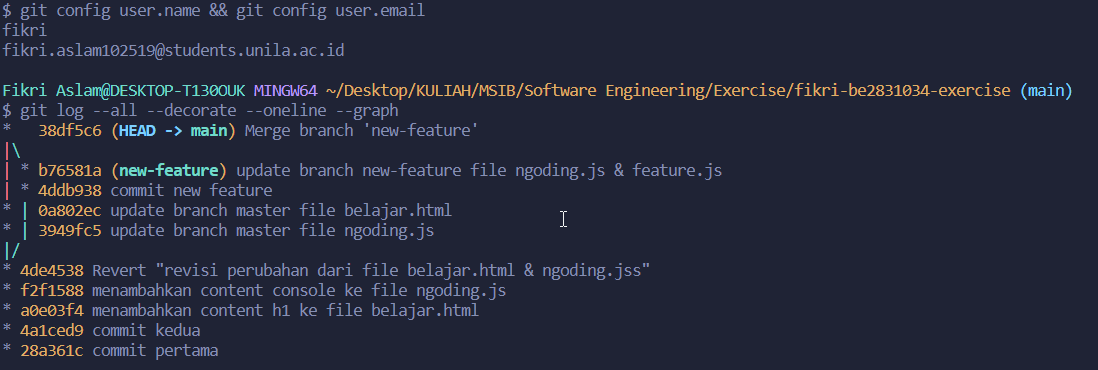 $ git config user.name && git config user.email
fikri
fikri.aslam102519@students.unila.ac.id
Fikri Aslam@DESKTOP-T130OUK MINGW64 ~/Desktop/KULIAH/MSIB/Software Engineering/Exercise/fikri-be2831034-exercise (main)
$ git log --all --decorate --oneline --graph
*   38df5c6 (HEAD -> main) Merge branch 'new-feature'
|\
| * b76581a (new-feature) update branch new-feature file ngoding.js & feature.js
| * 4ddb938 commit new feature
* | 0a802ec update branch master file belajar.html
* | 3949fc5 update branch master file ngoding.js
|/
* 4de4538 Revert "revisi perubahan dari file belajar.html & ngoding.jss"
* f2f1588 menambahkan content console ke file ngoding.js
* a0e03f4 menambahkan content h1 ke file belajar.html
* 4a1ced9 commit kedua
* 28a361c commit pertama